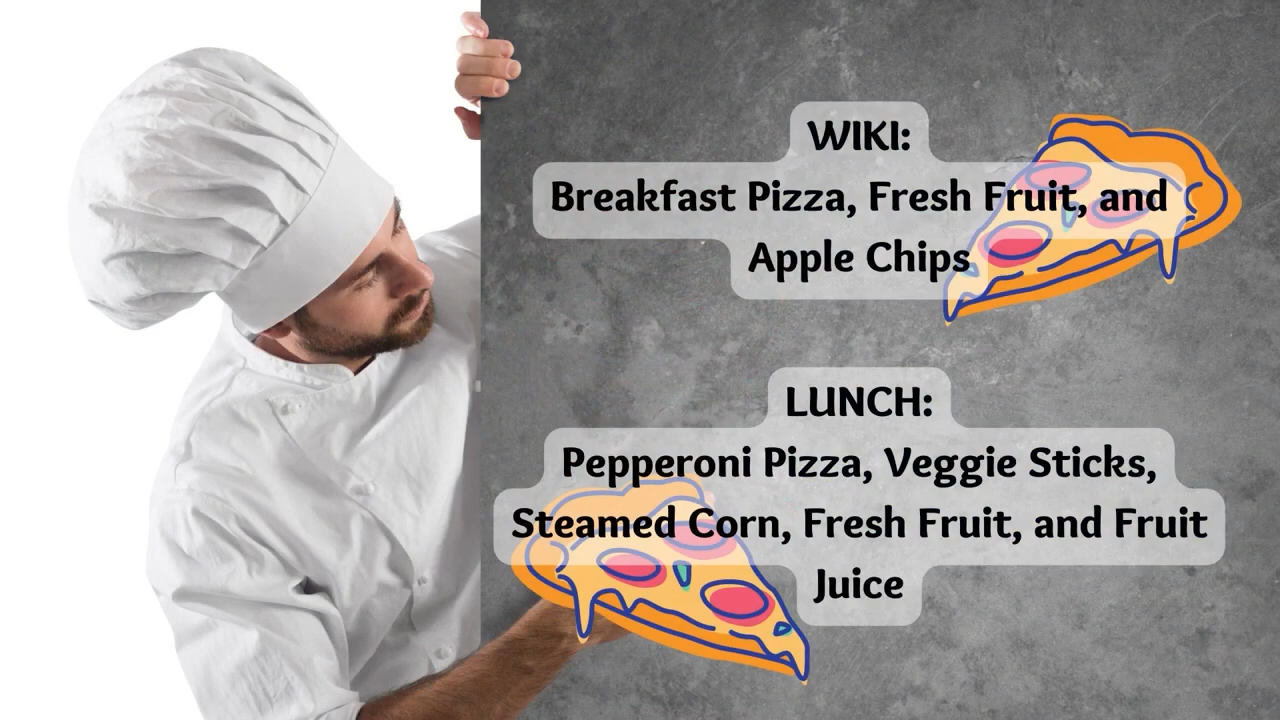 WIKI:
Breakfast Pizza, Fresh Fruit, and
Apple Chips
LUNCH:
Pepperoni Pizza, Veggie Sticks,
Steamed Corn, Fresh Fruit, and Fruit
Juice